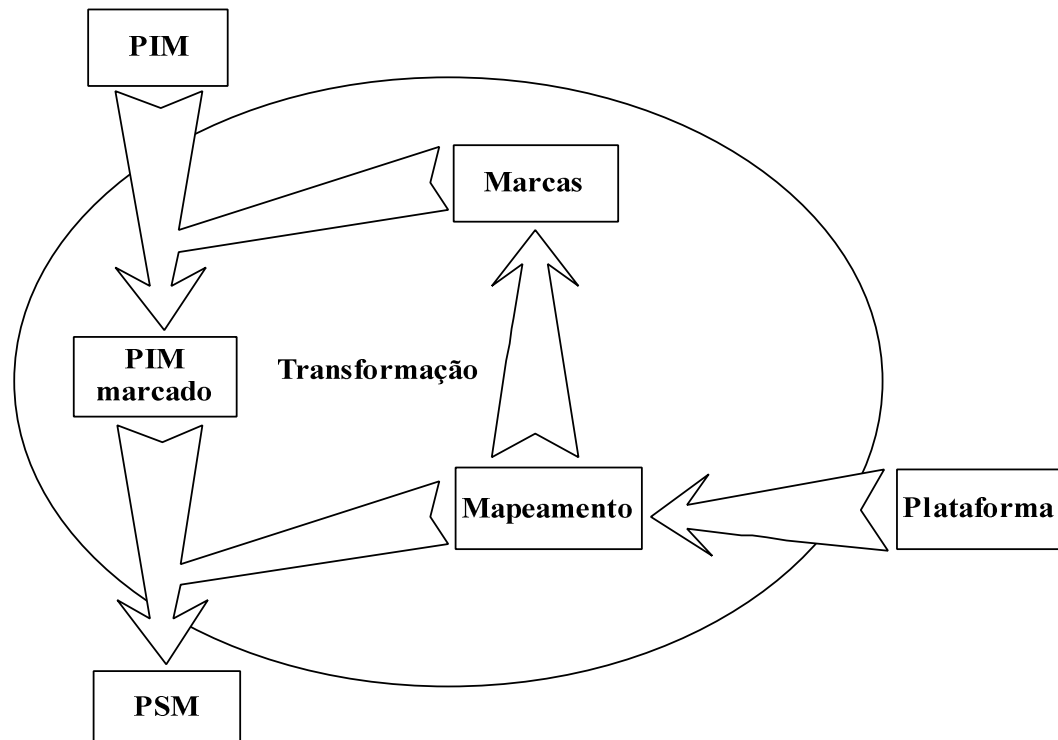 PIM
Marcas
PIM
marcado
Transformação
Mapeamento
Plataforma
PSM